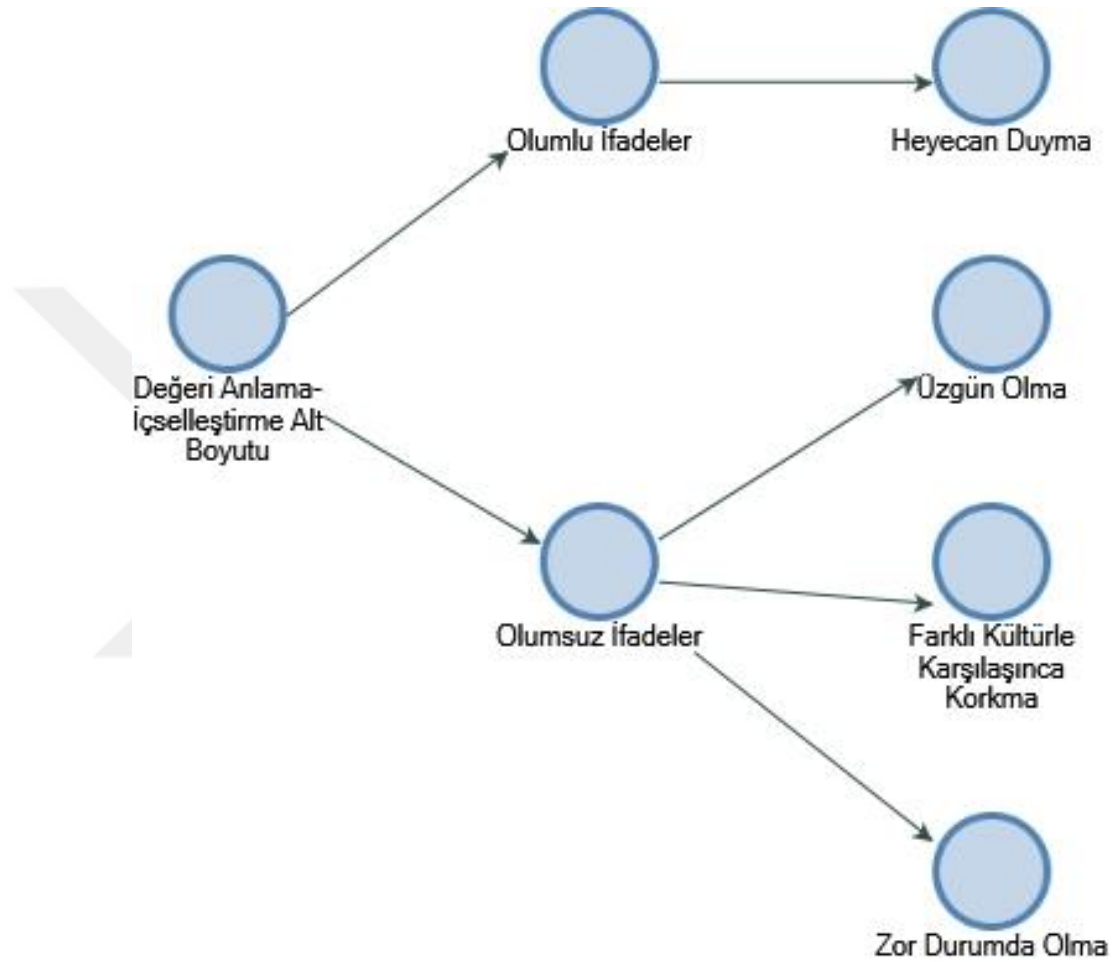 Olumlu İfadeler
Heyecan Duyma
Değeri Anlama-
İçselleştirme Alt
Boyutu
Üzgün Olma
Olumsuz İfadeler
Farklı Kültürle
Karşılaşınca
Korkma
Zor Durumda Olma